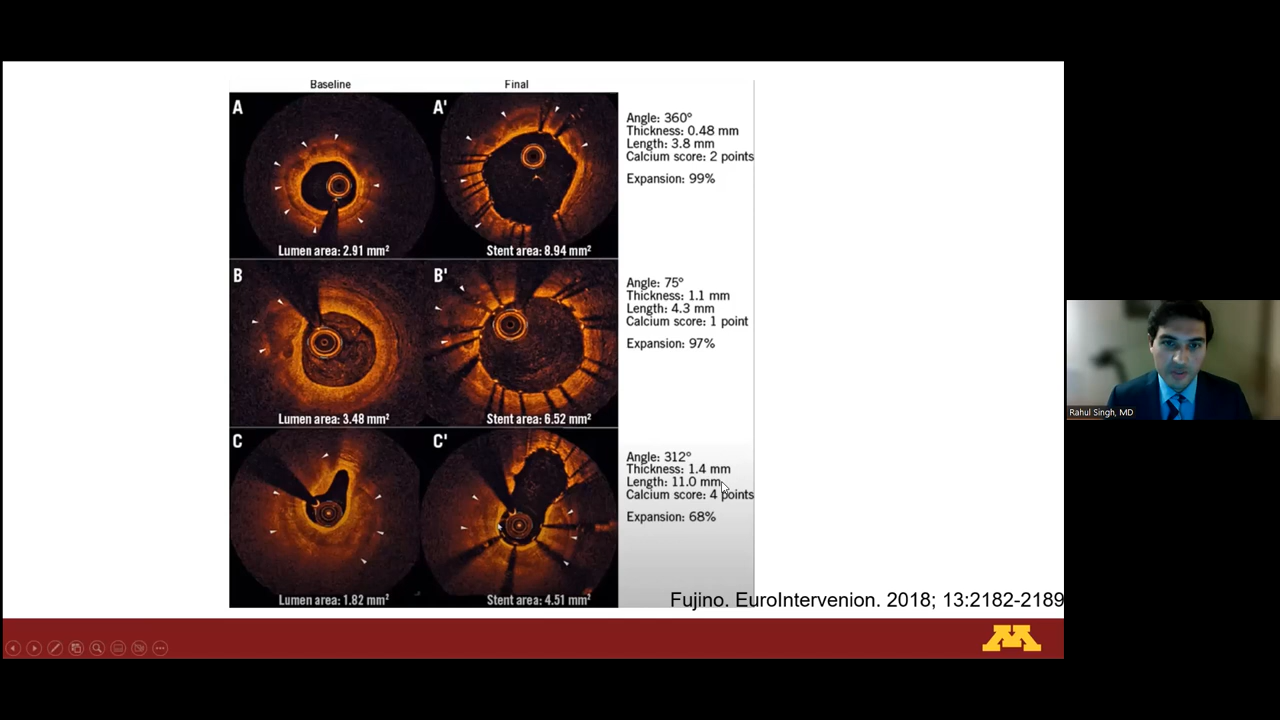 Baseline
Final
A
A'
Lumen area: 2.91 mm²
Stent area: 8.94 mm²
Angle: 360°
Thickness: 0.48 mm
Length: 3.8 mm
Calcium score: 2 points
Expansion: 99%
B
B'
Lumen area: 3.48 mm²
Stent area: 6.52 mm²
Angle: 75°
Thickness: 1.1 mm
Length: 4.3 mm
Calcium score: 1 point
Expansion: 97%
C
C'
Lumen area: 1.82 mm²
Stent area: 4.51 mm²
Angle: 312°
Thickness: 1.4 mm
Length: 11.0 mm
Calcium score: 4 points
Expansion: 68%
Fujino. EuroIntervenion. 2018; 13:2182-2189
M
Rahul Singh, MD